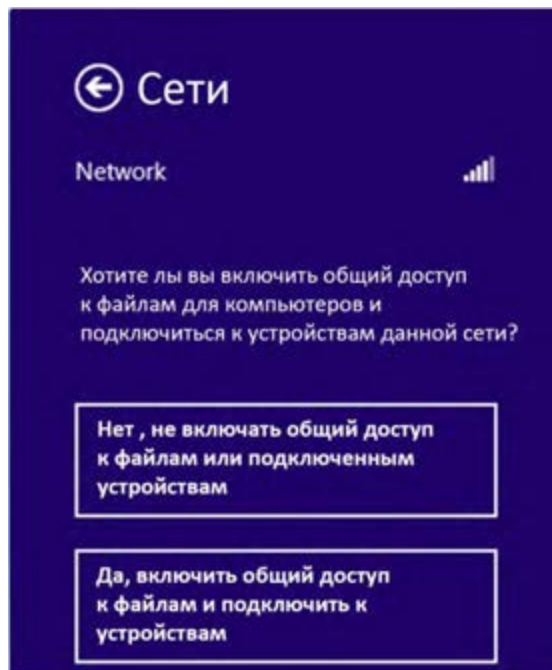 Сети
Network
Хотите лы вы включить общий доступ
к файлам для компьютеров и
подключиться к устройствам данной сети?
Нет , не включать общий доступ
к файлам или подключенным
устройствам
Да, включить общий доступ
к файлам и подключить к
устройствам